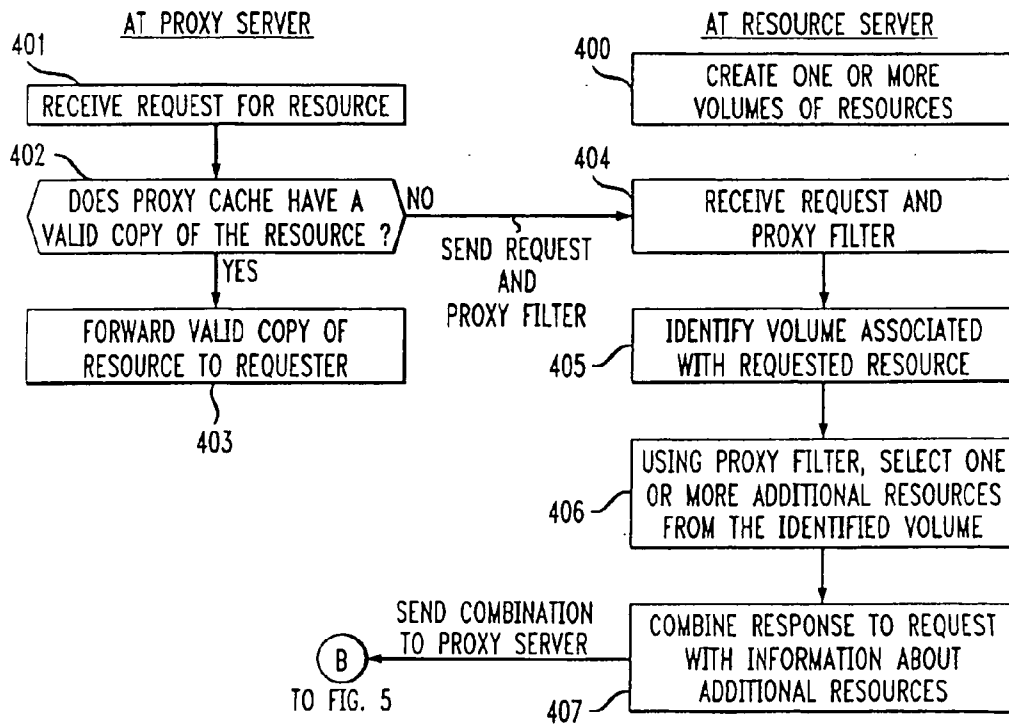 AT PROXY SERVER
401
RECEIVE REQUEST FOR RESOURCE
402
DOES PROXY CACHE HAVE A
VALID COPY OF THE RESOURCE ?
NO
YES
SEND REQUEST
AND
PROXY FILTER
FORWARD VALID COPY OF
RESOURCE TO REQUESTER
403
AT RESOURCE SERVER
400
CREATE ONE OR MORE
VOLUMES OF RESOURCES
404
RECEIVE REQUEST AND
PROXY FILTER
IDENTIFY VOLUME ASSOCIATED
WITH REQUESTED RESOURCE
405
USING PROXY FILTER, SELECT ONE
OR MORE ADDITIONAL RESOURCES
FROM THE IDENTIFIED VOLUME
406
COMBINE RESPONSE TO REQUEST
WITH INFORMATION ABOUT
ADDITIONAL RESOURCES
407
SEND COMBINATION
TO PROXY SERVER
B
TO FIG. 5